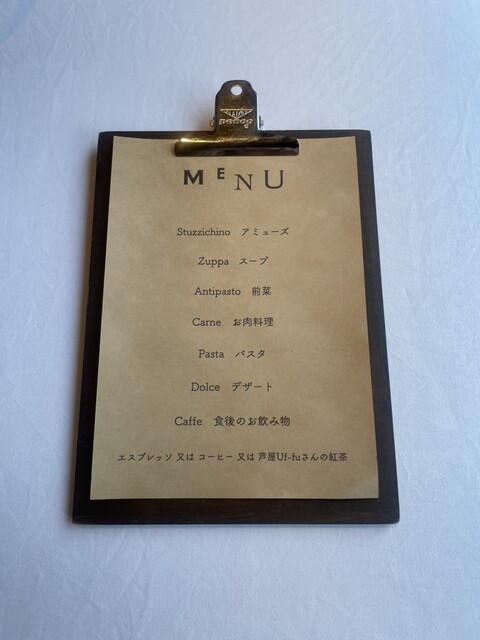 MENU
Stuzzichino アミューズ
Zuppa スープ
Antipasto 前菜
Carne お肉料理
Pasta パスタ
Dolce デザート
Caffe 食後のお飲み物
エスプレッソ 又は コーヒー 又は 芦屋Uf-fuさんの紅茶